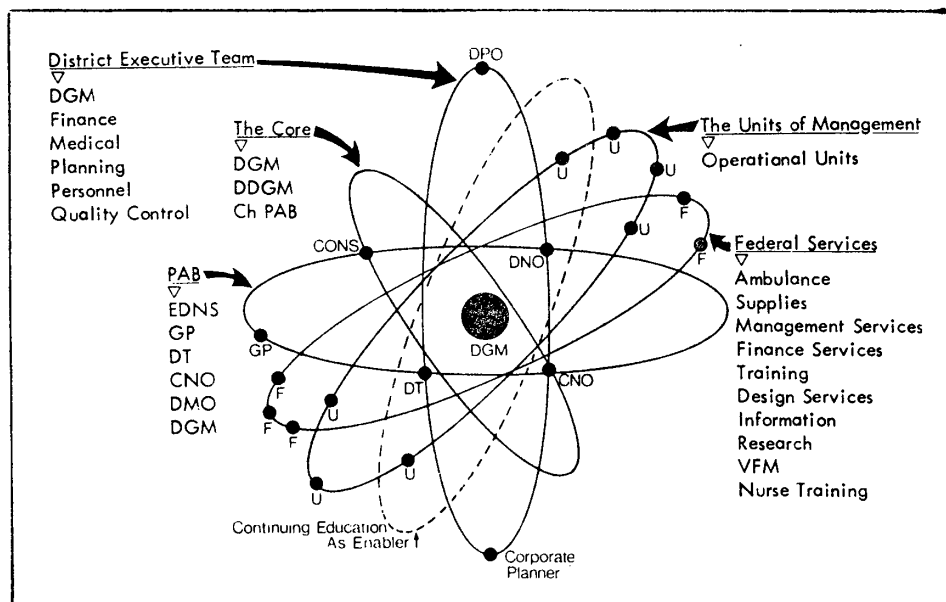 District Executive Team
DGM
Finance
Medical
Planning
Personnel
Quality Control
The Core
DGM
DDGM
Ch PAB
DPO
The Units of Management
Operational Units
U
U
U
U
F
F
Federal Services
Ambulance
Supplies
Management Services
Finance Services
Training
Design Services
Information
Research
VFM
Nurse Training
PAB
EDNS
GP
DT
CNO
DMO
DGM
CONS
DNO
DGM
GP
DT
CNO
F
F
F
U
U
U
Continuing Education
As Enabler
Corporate
Planner